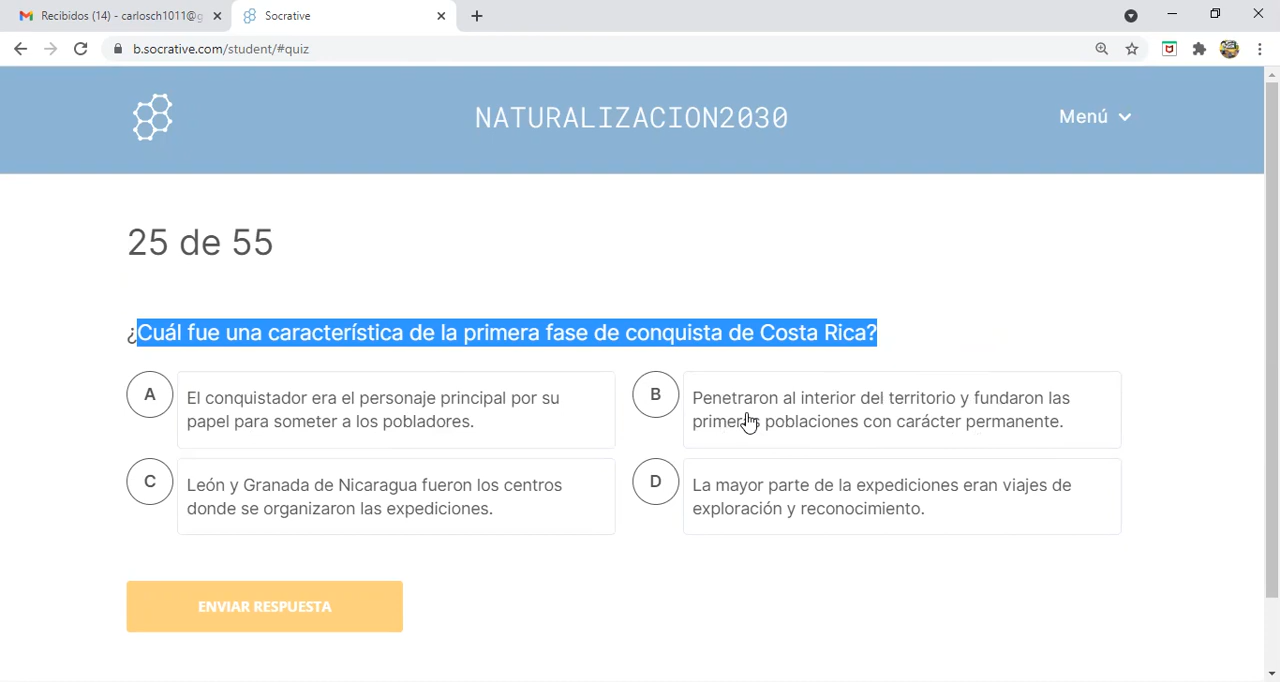 Recibidos (14) - carlosch1011@g
Socrative
b.socrative.com/student/#quiz
NATURALIZACION2030
Menú
25 de 55
¿Cuál fue una característica de la primera fase de conquista de Costa Rica?
A
El conquistador era el personaje principal por su
papel para someter a los pobladores.
B
Penetraron al interior del territorio y fundaron las
primeras poblaciones con carácter permanente.
C
León y Granada de Nicaragua fueron los centros
donde se organizaron las expediciones.
D
La mayor parte de la expediciones eran viajes de
exploración y reconocimiento.
ENVIAR RESPUESTA